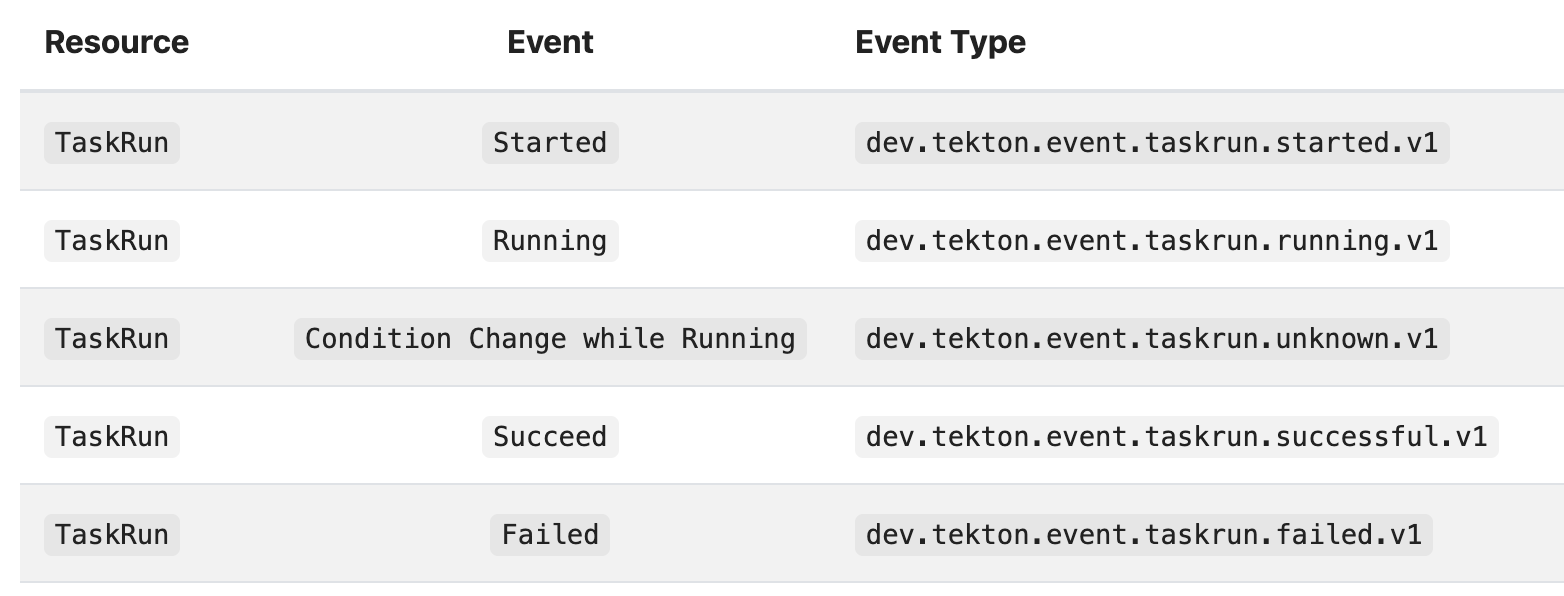 Resource Event Event Type
TaskRun Started dev.tekton.event.taskrun.started.v1
TaskRun Running dev.tekton.event.taskrun.running.v1
TaskRun Condition Change while Running dev.tekton.event.taskrun.unknown.v1
TaskRun Succeed dev.tekton.event.taskrun.successful.v1
TaskRun Failed dev.tekton.event.taskrun.failed.v1